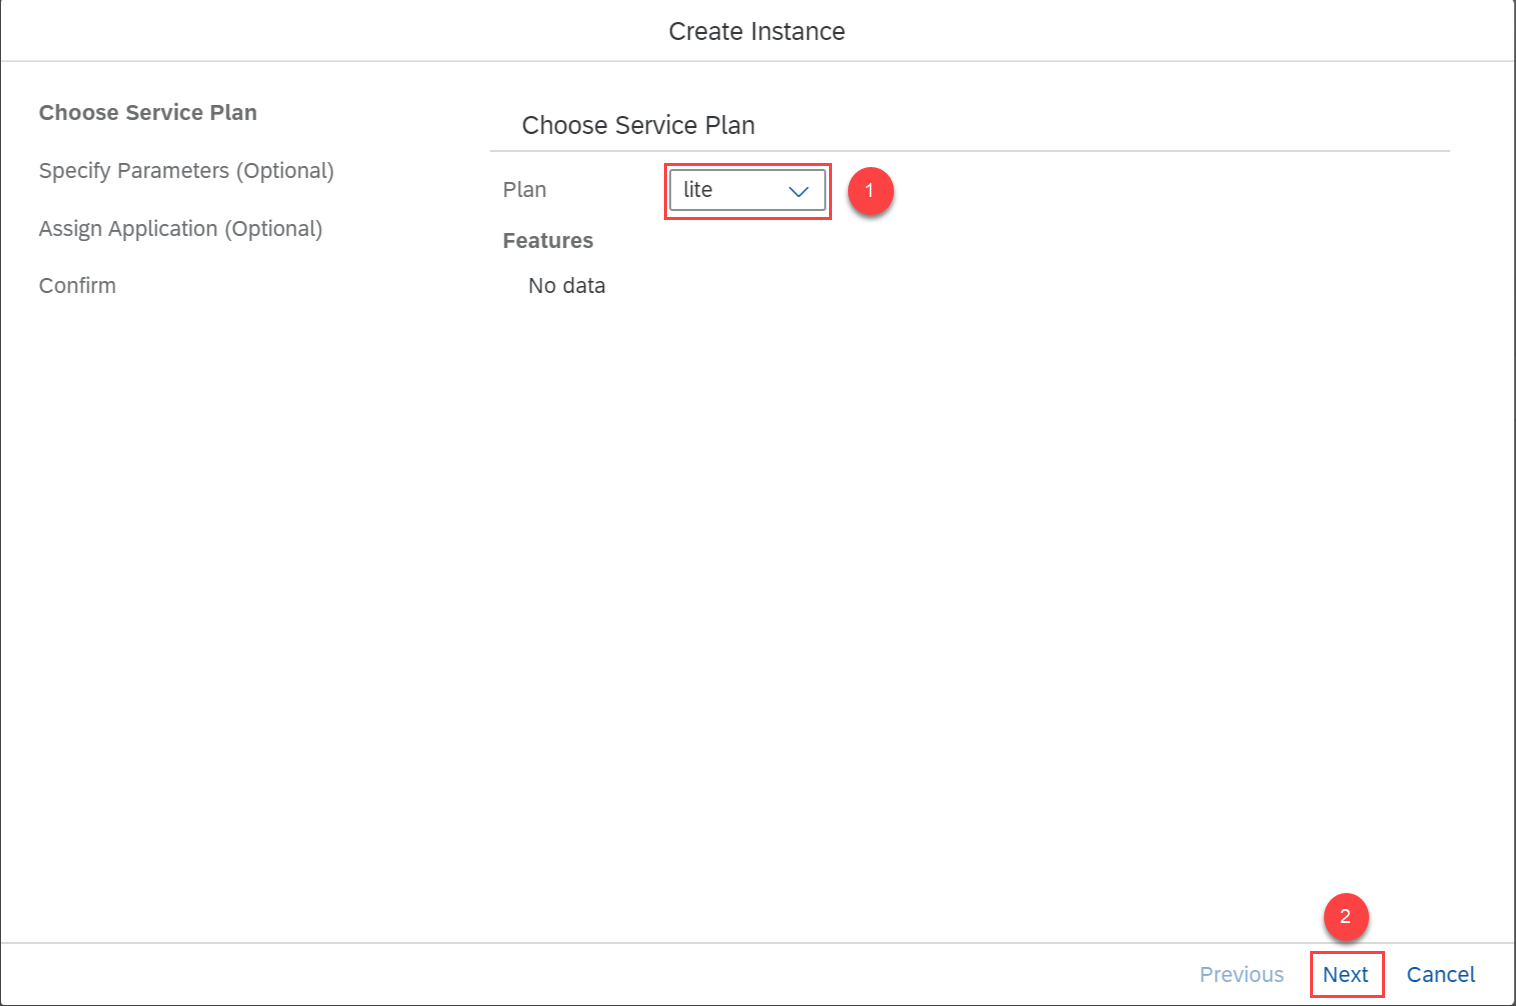 Create Instance
Choose Service Plan
Specify Parameters (Optional)
Assign Application (Optional)
Confirm
Choose Service Plan
Plan
lite
1
Features
No data
2
Previous
Next
Cancel